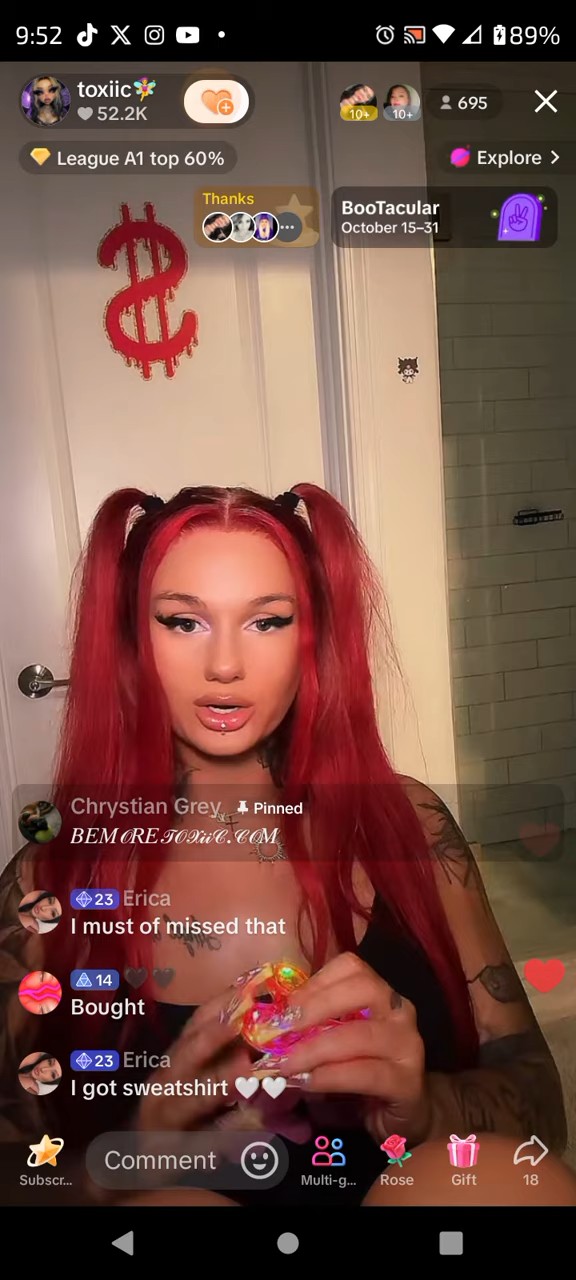 9:52
89%
toxiic
52.2K
10+
10+
695
League A1 top 60%
Explore
Thanks
BooTacular
October 15–31
Chrystian Grey Pinned
BEMORETOXiiC.COM
23 Erica
I must of missed that
14
Bought
23 Erica
I got sweatshirt 🤍🤍
Subscr...
Comment
Multi-g...
Rose
Gift
18